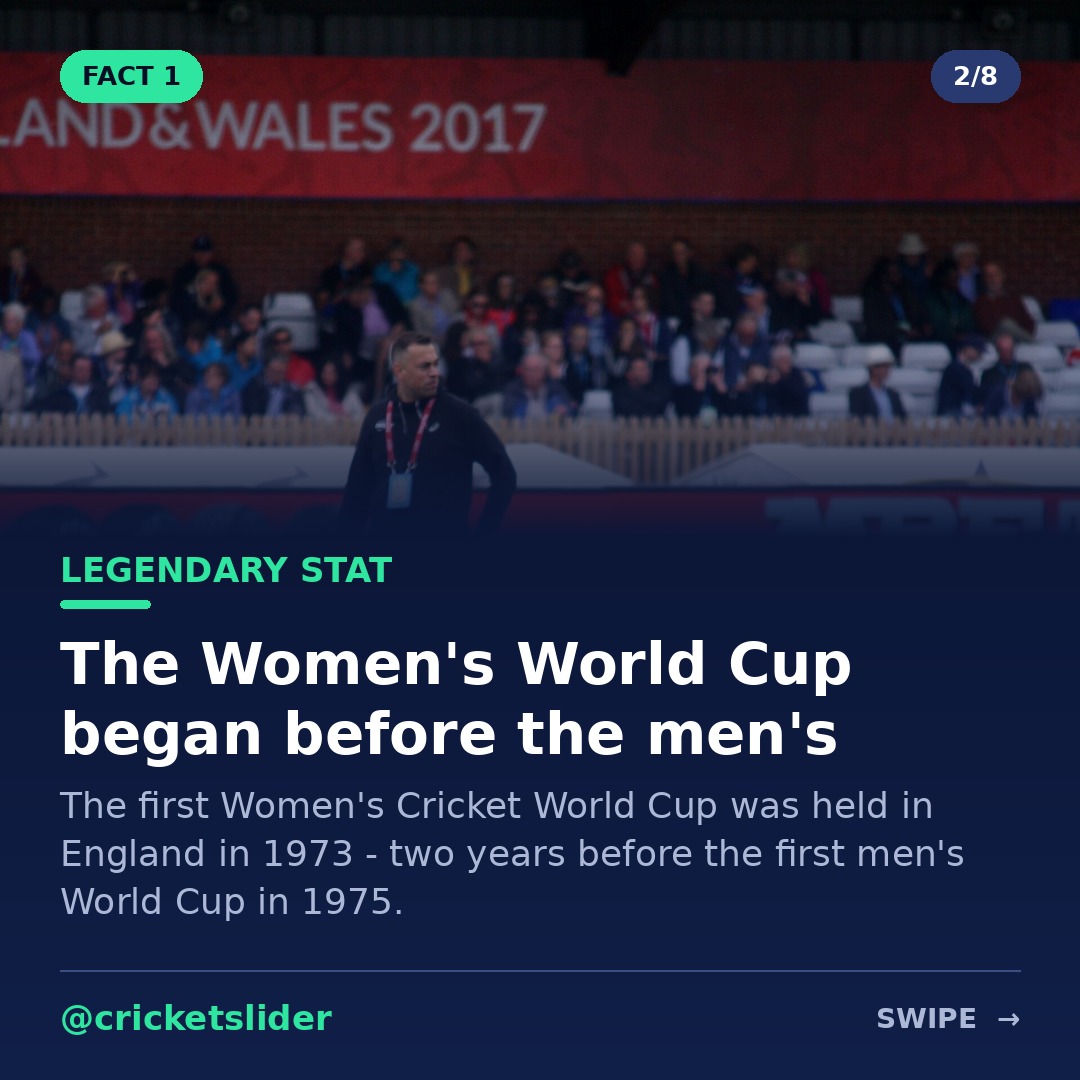 FACT 1
2/8
LAND & WALES 2017
LEGENDARY STAT
The Women's World Cup
began before the men's
The first Women's Cricket World Cup was held in
England in 1973 - two years before the first men's
World Cup in 1975.
@cricketslider
SWIPE →